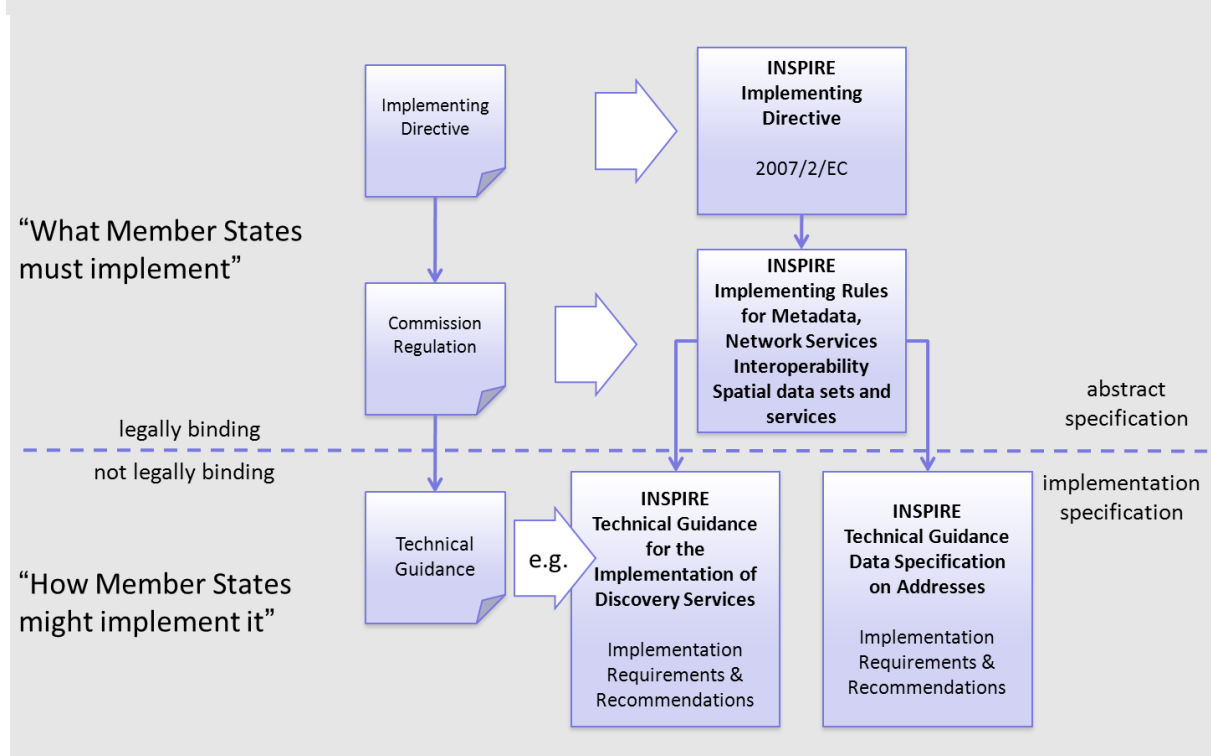 Implementing
Directive
INSPIRE
Implementing
Directive
2007/2/EC
“What Member States
must implement”
Commission
Regulation
INSPIRE
Implementing Rules
for Metadata,
Network Services
Interoperability
Spatial data sets and
services
abstract
specification
legally binding
not legally binding
implementation
specification
“How Member States
might implement it”
Technical
Guidance
e.g.
INSPIRE
Technical Guidance
for the
Implementation of
Discovery Services
Implementation
Requirements &
Recommendations
INSPIRE
Technical Guidance
Data Specification
on Addresses
Implementation
Requirements &
Recommendations